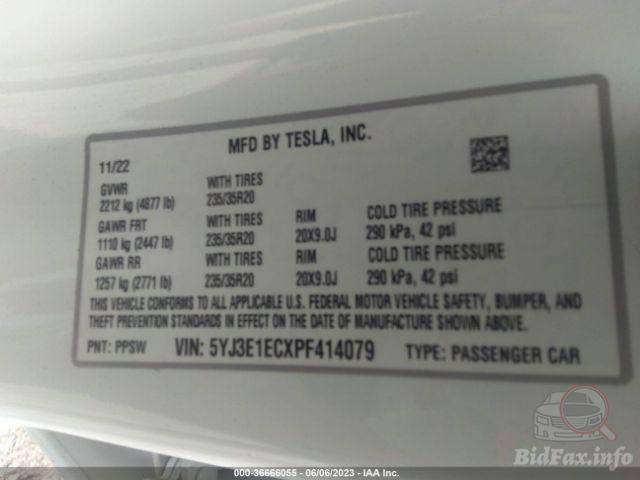 MFD BY TESLA, INC.
11/22
GVWR WITH TIRES
2212 kg (4877 lb) 235/35R20
GAWR FRT WITH TIRES RIM COLD TIRE PRESSURE
1110 kg (2447 lb) 235/35R20 20X9.0J 290 kPa, 42 psi
GAWR RR WITH TIRES RIM COLD TIRE PRESSURE
1257 kg (2771 lb) 235/35R20 20X9.0J 290 kPa, 42 psi
THIS VEHICLE CONFORMS TO ALL APPLICABLE U.S. FEDERAL MOTOR VEHICLE SAFETY, BUMPER, AND
THEFT PREVENTION STANDARDS IN EFFECT ON THE DATE OF MANUFACTURE SHOWN ABOVE.
PNT: PPSW VIN: 5YJ3E1ECXPF414079 TYPE: PASSENGER CAR
BidFax.info
000-36666055 - 06/06/2023 - IAA Inc.